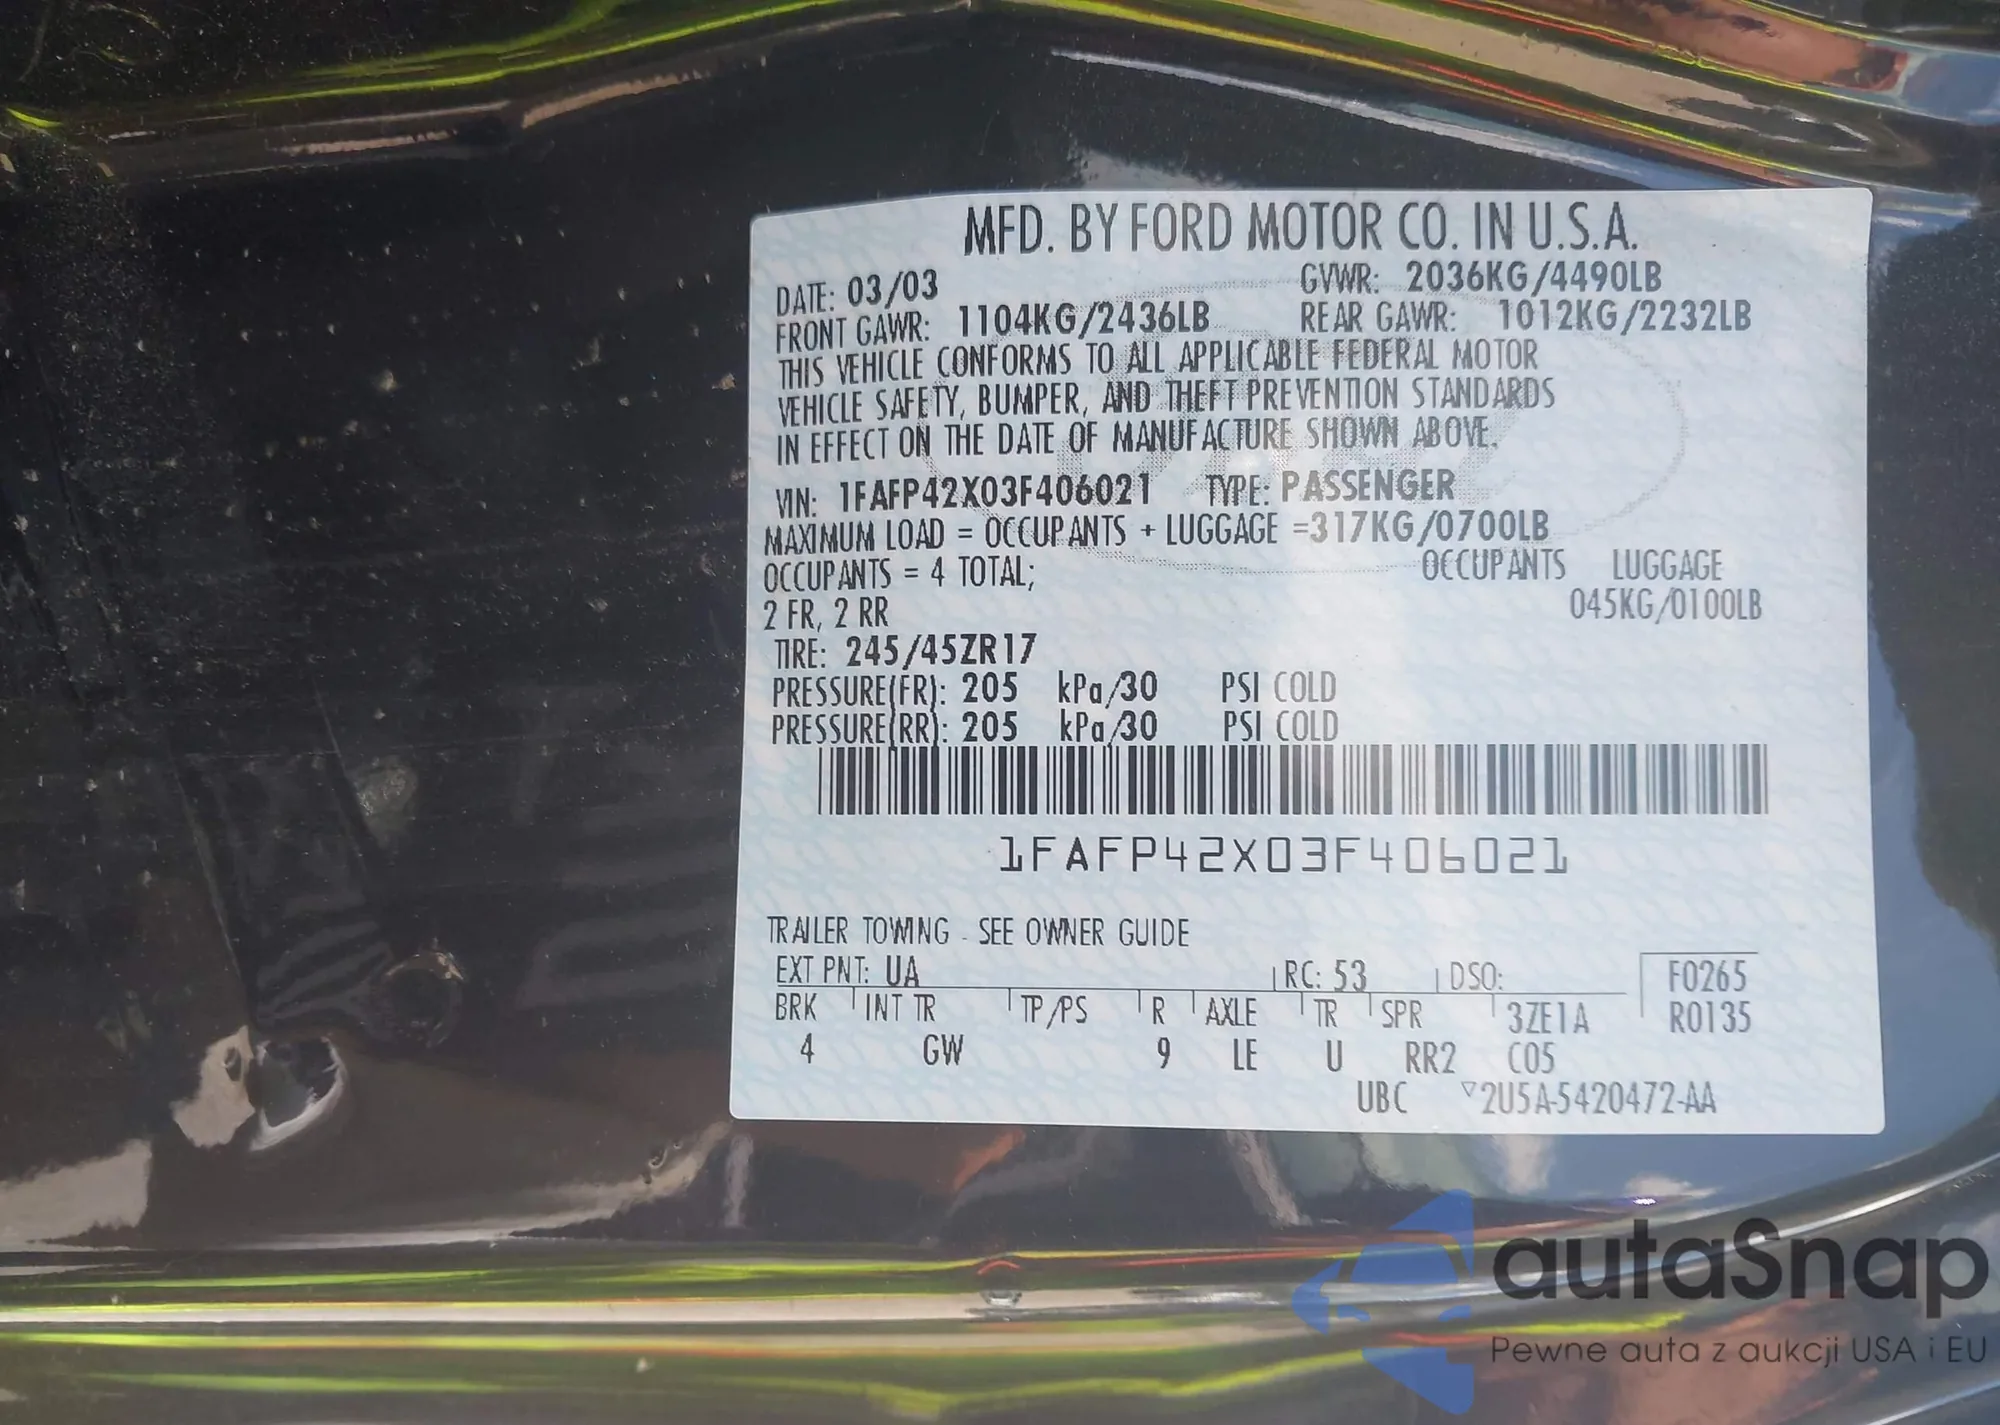 MFD. BY FORD MOTOR CO. IN U.S.A.
DATE: 03/03 GVWR: 2036KG/4490LB
FRONT GAWR: 1104KG/2436LB REAR GAWR: 1012KG/2232LB
THIS VEHICLE CONFORMS TO ALL APPLICABLE FEDERAL MOTOR
VEHICLE SAFETY, BUMPER, AND THEFT PREVENTION STANDARDS
IN EFFECT ON THE DATE OF MANUFACTURE SHOWN ABOVE.
VIN: 1FAFP42X03F406021 TYPE: PASSENGER
MAXIMUM LOAD = OCCUPANTS + LUGGAGE =317KG/0700LB
OCCUPANTS = 4 TOTAL; OCCUPANTS LUGGAGE
2 FR, 2 RR 045KG/0100LB
TIRE: 245/45ZR17
PRESSURE(FR): 205 kPa/30 PSI COLD
PRESSURE(RR): 205 kPa/30 PSI COLD
1FAFP42X03F406021
TRAILER TOWING - SEE OWNER GUIDE
EXT PNT: UA RC: 53 DSO: F0265
BRK INT TR TP/PS R AXLE TR SPR 3ZE1A R0135
4 GW 9 LE U RR2 C05
UBC ▽2U5A-5420472-AA
autaSnap
Pewne auta z aukcji USA i EU